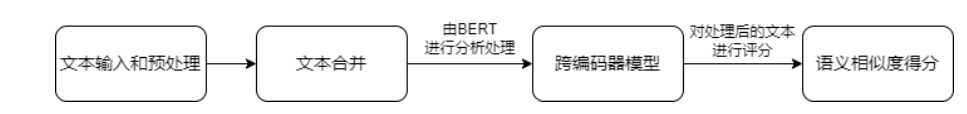 文本输入和预处理
文本合并
由BERT
进行分析处理
跨编码器模型
对处理后的文本
进行评分
语义相似度得分